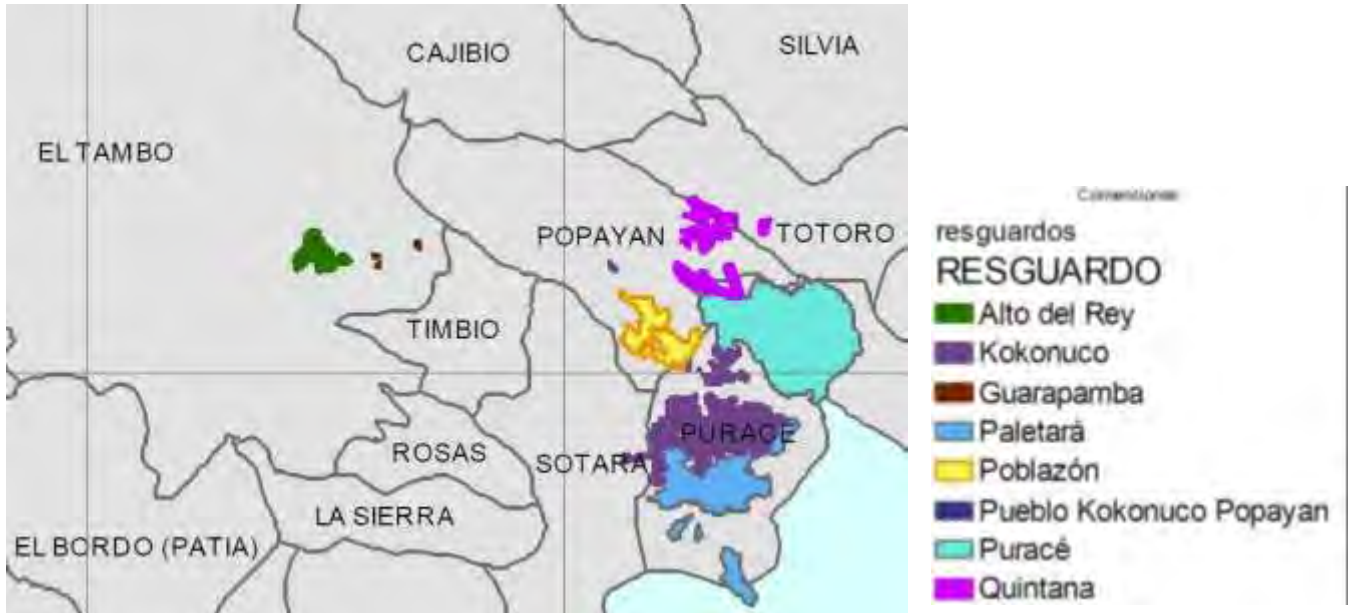 CAJIBIO
SILVIA
EL TAMBO
POPAYAN
TOTORO
TIMBIO
PURACE
ROSAS
SOTARA
LA SIERRA
EL BORDO (PATIA)
Convenciones
resguardos
RESGUARDO
Alto del Rey
Kokonuco
Guarapamba
Paletará
Poblazón
Pueblo Kokonuco Popayan
Puracé
Quintana